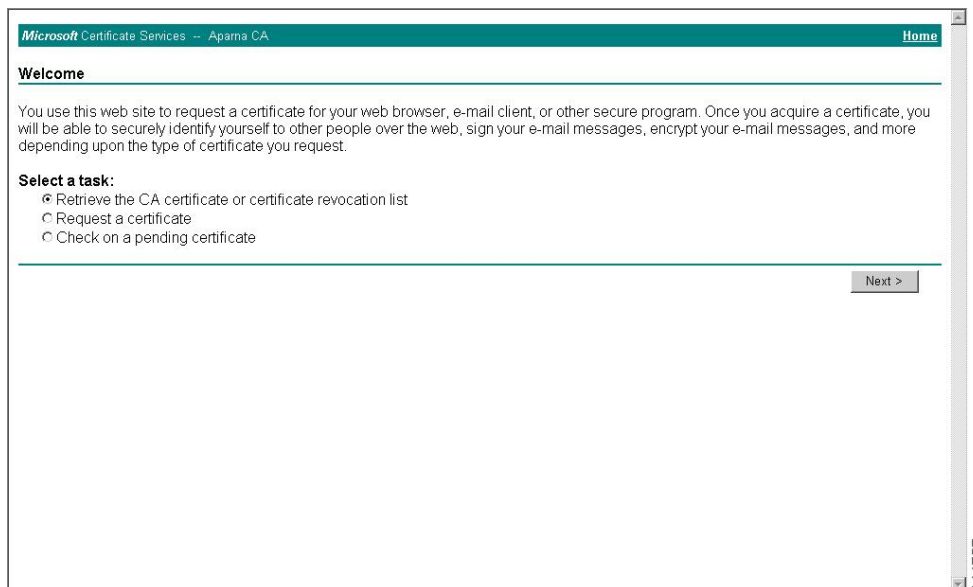 Microsoft Certificate Services -- Aparna CA
Home
Welcome
You use this web site to request a certificate for your web browser, e-mail client, or other secure program. Once you acquire a certificate, you
will be able to securely identify yourself to other people over the web, sign your e-mail messages, encrypt your e-mail messages, and more
depending upon the type of certificate you request.
Select a task:
Retrieve the CA certificate or certificate revocation list
Request a certificate
Check on a pending certificate
Next >